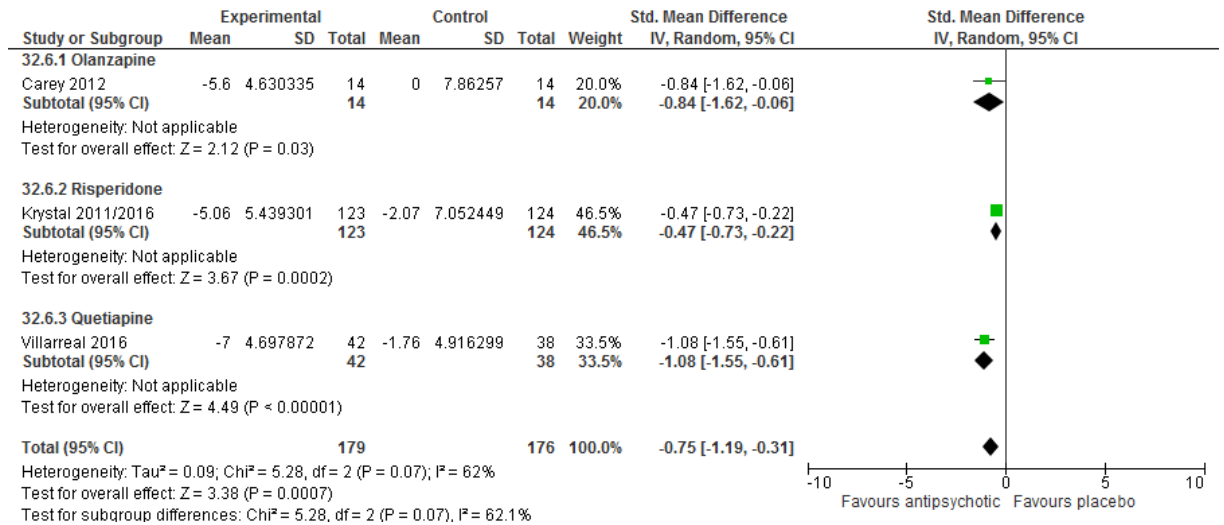 Experimental Control Std. Mean Difference Std. Mean Difference
Study or Subgroup Mean SD Total Mean SD Total Weight IV, Random, 95% CI IV, Random, 95% CI
32.6.1 Olanzapine
Carey 2012 -5.6 4.630335 14 0 7.86257 14 20.0% -0.84 [-1.62, -0.06]
Subtotal (95% CI) 14 14 20.0% -0.84 [-1.62, -0.06]
Heterogeneity: Not applicable
Test for overall effect: Z = 2.12 (P = 0.03)
32.6.2 Risperidone
Krystal 2011/2016 -5.06 5.439301 123 -2.07 7.052449 124 46.5% -0.47 [-0.73, -0.22]
Subtotal (95% CI) 123 124 46.5% -0.47 [-0.73, -0.22]
Heterogeneity: Not applicable
Test for overall effect: Z = 3.67 (P = 0.0002)
32.6.3 Quetiapine
Villarreal 2016 -7 4.697872 42 -1.76 4.916299 38 33.5% -1.08 [-1.55, -0.61]
Subtotal (95% CI) 42 38 33.5% -1.08 [-1.55, -0.61]
Heterogeneity: Not applicable
Test for overall effect: Z = 4.49 (P < 0.00001)
Total (95% CI) 179 176 100.0% -0.75 [-1.19, -0.31]
Heterogeneity: Tau² = 0.09; Chi² = 5.28, df = 2 (P = 0.07); I² = 62%
Test for overall effect: Z = 3.38 (P = 0.0007)
Test for subgroup differences: Chi² = 5.28, df = 2 (P = 0.07), I² = 62.1%
-10 -5 0 5 10
Favours antipsychotic Favours placebo